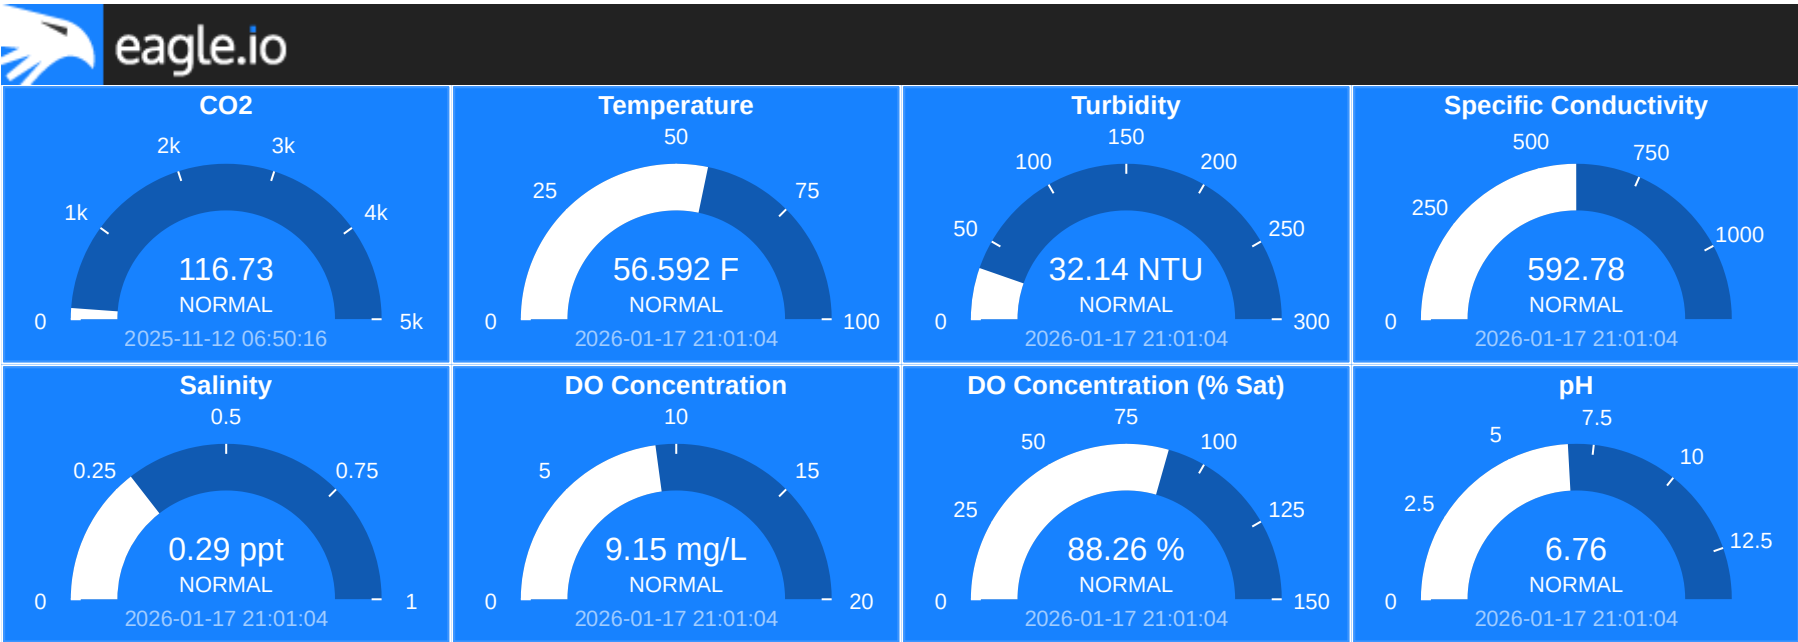 eagle.io
CO2
0
1k
2k
3k
4k
5k
116.73
NORMAL
2025-11-12 06:50:16
Temperature
0
25
50
75
100
56.592 F
NORMAL
2026-01-17 21:01:04
Turbidity
0
50
100
150
200
250
300
32.14 NTU
NORMAL
2026-01-17 21:01:04
Specific Conductivity
0
250
500
750
1000
592.78
NORMAL
2026-01-17 21:01:04
Salinity
0
0.25
0.5
0.75
1
0.29 ppt
NORMAL
2026-01-17 21:01:04
DO Concentration
0
5
10
15
20
9.15 mg/L
NORMAL
2026-01-17 21:01:04
DO Concentration (% Sat)
0
25
50
75
100
125
150
88.26 %
NORMAL
2026-01-17 21:01:04
pH
0
2.5
5
7.5
10
12.5
6.76
NORMAL
2026-01-17 21:01:04